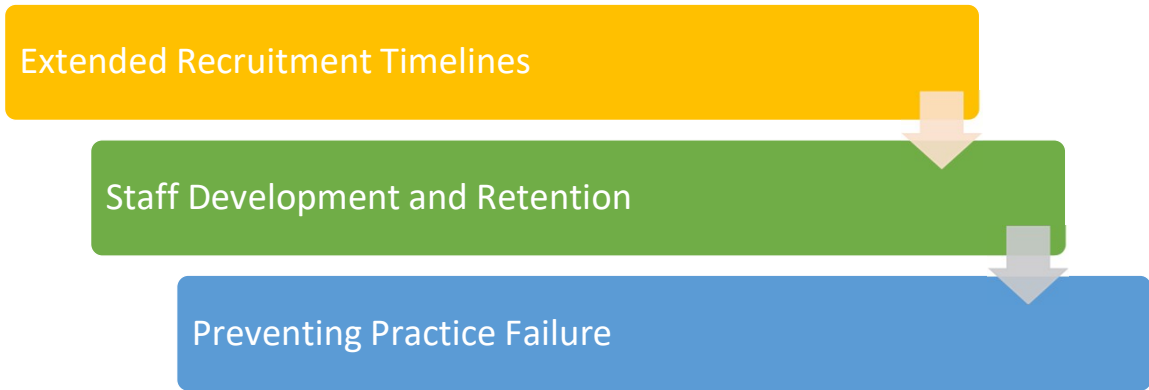 Extended Recruitment Timelines
Staff Development and Retention
Preventing Practice Failure